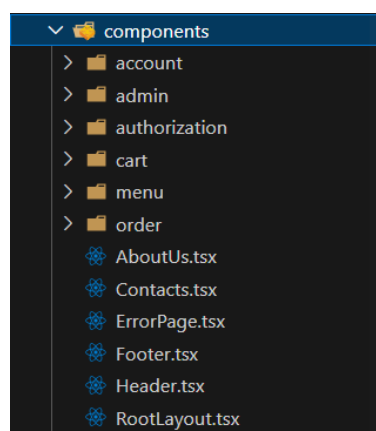 components
account
admin
authorization
cart
menu
order
AboutUs.tsx
Contacts.tsx
ErrorPage.tsx
Footer.tsx
Header.tsx
RootLayout.tsx